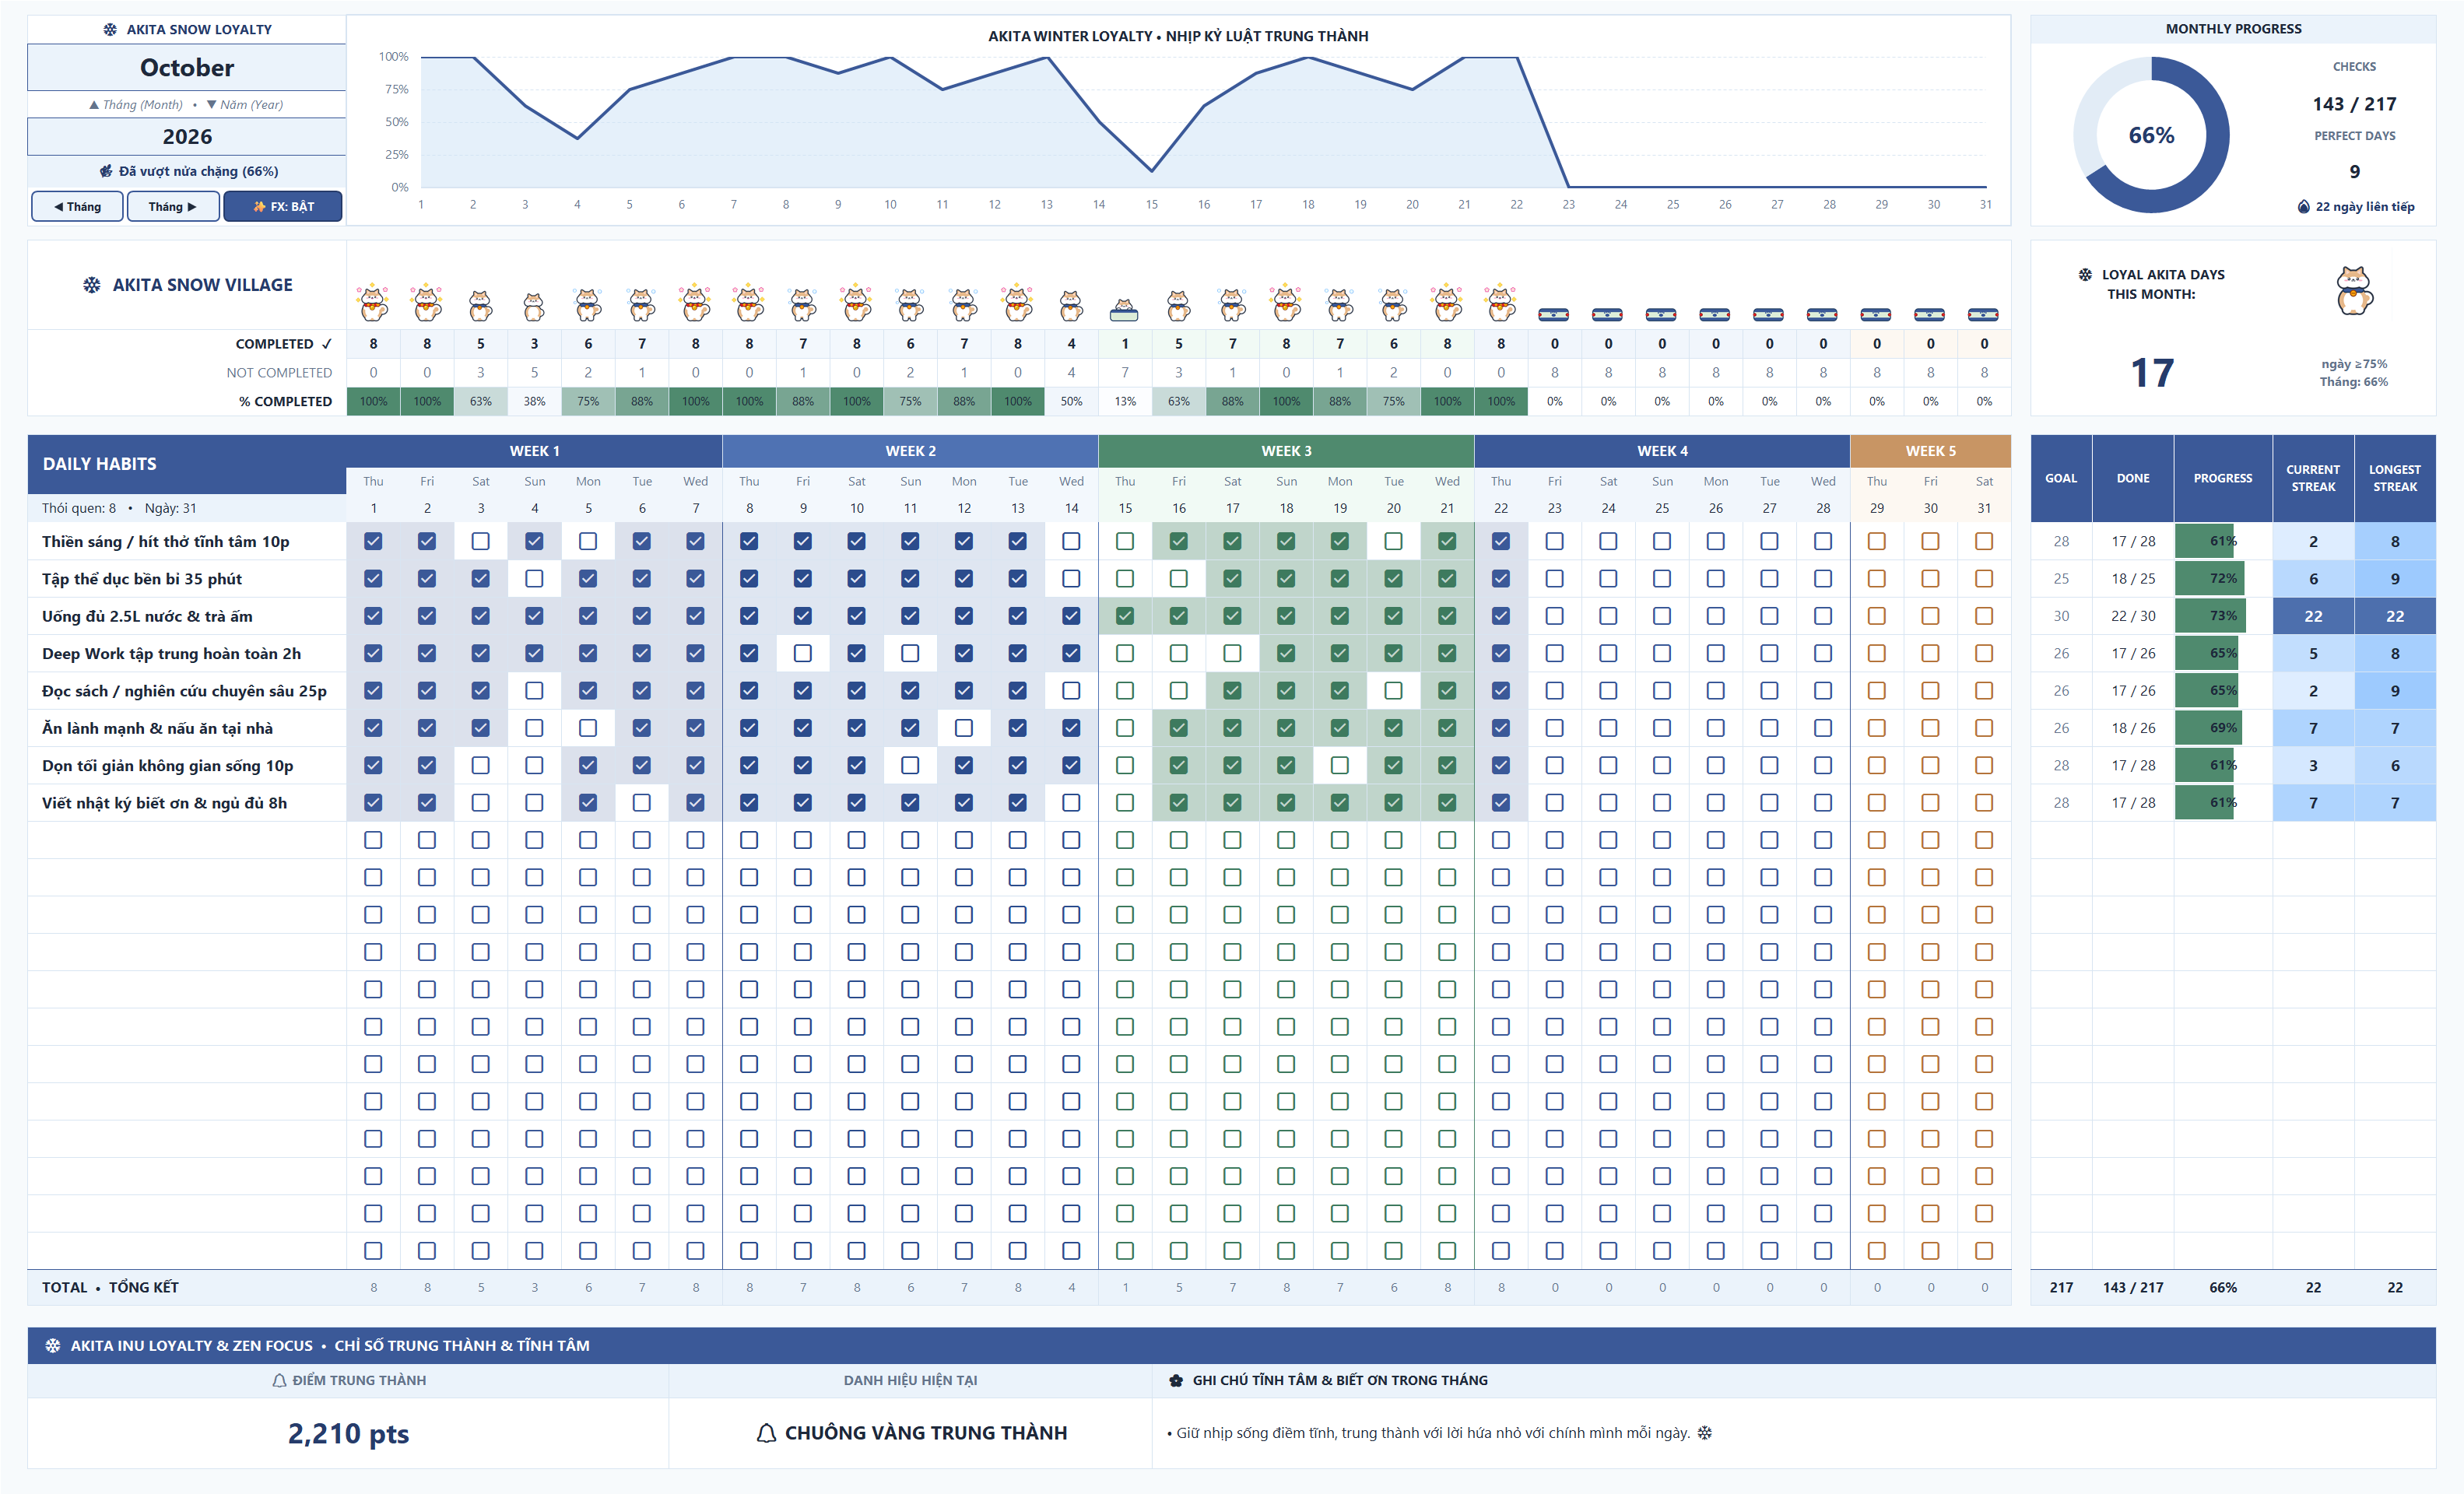 AKITA SNOW LOYALTY
October
▲ Tháng (Month) • ▼ Năm (Year)
2026
Đã vượt nửa chặng (66%)
◀ Tháng
Tháng ▶
FX: BẬT
AKITA WINTER LOYALTY • NHỊP KỶ LUẬT TRUNG THÀNH
100%
75%
50%
25%
0%
1 2 3 4 5 6 7 8 9 10 11 12 13 14 15 16 17 18 19 20 21 22 23 24 25 26 27 28 29 30 31
MONTHLY PROGRESS
66%
CHECKS
143 / 217
PERFECT DAYS
9
22 ngày liên tiếp
AKITA SNOW VILLAGE
COMPLETED ✓ 8 8 5 3 6 7 8 8 7 8 6 7 8 4 1 5 7 8 7 6 8 8 0 0 0 0 0 0 0 0 0
NOT COMPLETED 0 0 3 5 2 1 0 0 1 0 2 1 0 4 7 3 1 0 1 2 0 0 8 8 8 8 8 8 8 8 8
% COMPLETED 100% 100% 63% 38% 75% 88% 100% 100% 88% 100% 75% 88% 100% 50% 13% 63% 88% 100% 88% 75% 100% 100% 0% 0% 0% 0% 0% 0% 0% 0% 0%
LOYAL AKITA DAYS
THIS MONTH:
17
ngày ≥75%
Tháng: 66%
DAILY HABITS
WEEK 1 WEEK 2 WEEK 3 WEEK 4 WEEK 5
Thu Fri Sat Sun Mon Tue Wed Thu Fri Sat Sun Mon Tue Wed Thu Fri Sat Sun Mon Tue Wed Thu Fri Sat Sun Mon Tue Wed Thu Fri Sat
Thói quen: 8 • Ngày: 31
1 2 3 4 5 6 7 8 9 10 11 12 13 14 15 16 17 18 19 20 21 22 23 24 25 26 27 28 29 30 31
GOAL DONE PROGRESS CURRENT STREAK LONGEST STREAK
Thiền sáng / hít thở tĩnh tâm 10p 28 17 / 28 61% 2 8
Tập thể dục bền bỉ 35 phút 25 18 / 25 72% 6 9
Uống đủ 2.5L nước & trà ấm 30 22 / 30 73% 22 22
Deep Work tập trung hoàn toàn 2h 26 17 / 26 65% 5 8
Đọc sách / nghiên cứu chuyên sâu 25p 26 17 / 26 65% 2 9
Ăn lành mạnh & nấu ăn tại nhà 26 18 / 26 69% 7 7
Dọn tối giản không gian sống 10p 28 17 / 28 61% 3 6
Viết nhật ký biết ơn & ngủ đủ 8h 28 17 / 28 61% 7 7
TOTAL • TỔNG KẾT 8 8 5 3 6 7 8 8 7 8 6 7 8 4 1 5 7 8 7 6 8 8 0 0 0 0 0 0 0 0 0 217 143 / 217 66% 22 22
AKITA INU LOYALTY & ZEN FOCUS • CHỈ SỐ TRUNG THÀNH & TĨNH TÂM
ĐIỂM TRUNG THÀNH
DANH HIỆU HIỆN TẠI
GHI CHÚ TĨNH TÂM & BIẾT ƠN TRONG THÁNG
2,210 pts
CHUÔNG VÀNG TRUNG THÀNH
• Giữ nhịp sống điềm tĩnh, trung thành với lời hứa nhỏ với chính mình mỗi ngày.